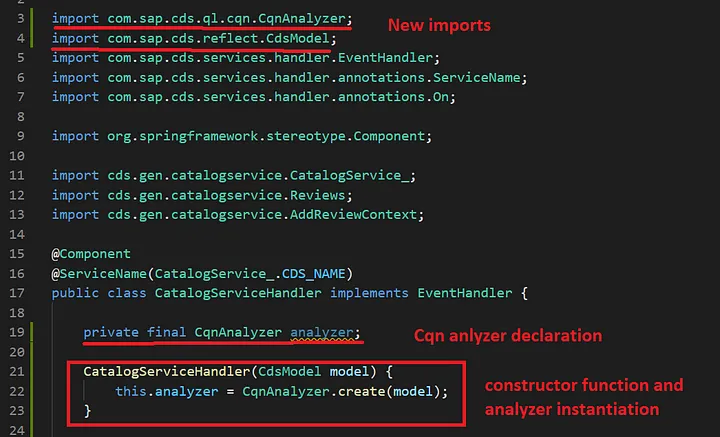 2
3 import com.sap.cds.ql.cqn.CqnAnalyzer;
New imports
4 import com.sap.cds.reflect.CdsModel;
5 import com.sap.cds.services.handler.EventHandler;
6 import com.sap.cds.services.handler.annotations.ServiceName;
7 import com.sap.cds.services.handler.annotations.On;
8
9 import org.springframework.stereotype.Component;
10
11 import cds.gen.catalogservice.CatalogService_;
12 import cds.gen.catalogservice.Reviews;
13 import cds.gen.catalogservice.AddReviewContext;
14
15 @Component
16 @ServiceName(CatalogService_.CDS_NAME)
17 public class CatalogServiceHandler implements EventHandler {
18
19 private final CqnAnalyzer analyzer;
Cqn anlyzer declaration
20
21 CatalogServiceHandler(CdsModel model) {
22 this.analyzer = CqnAnalyzer.create(model);
23 }
constructor function and
analyzer instantiation
24